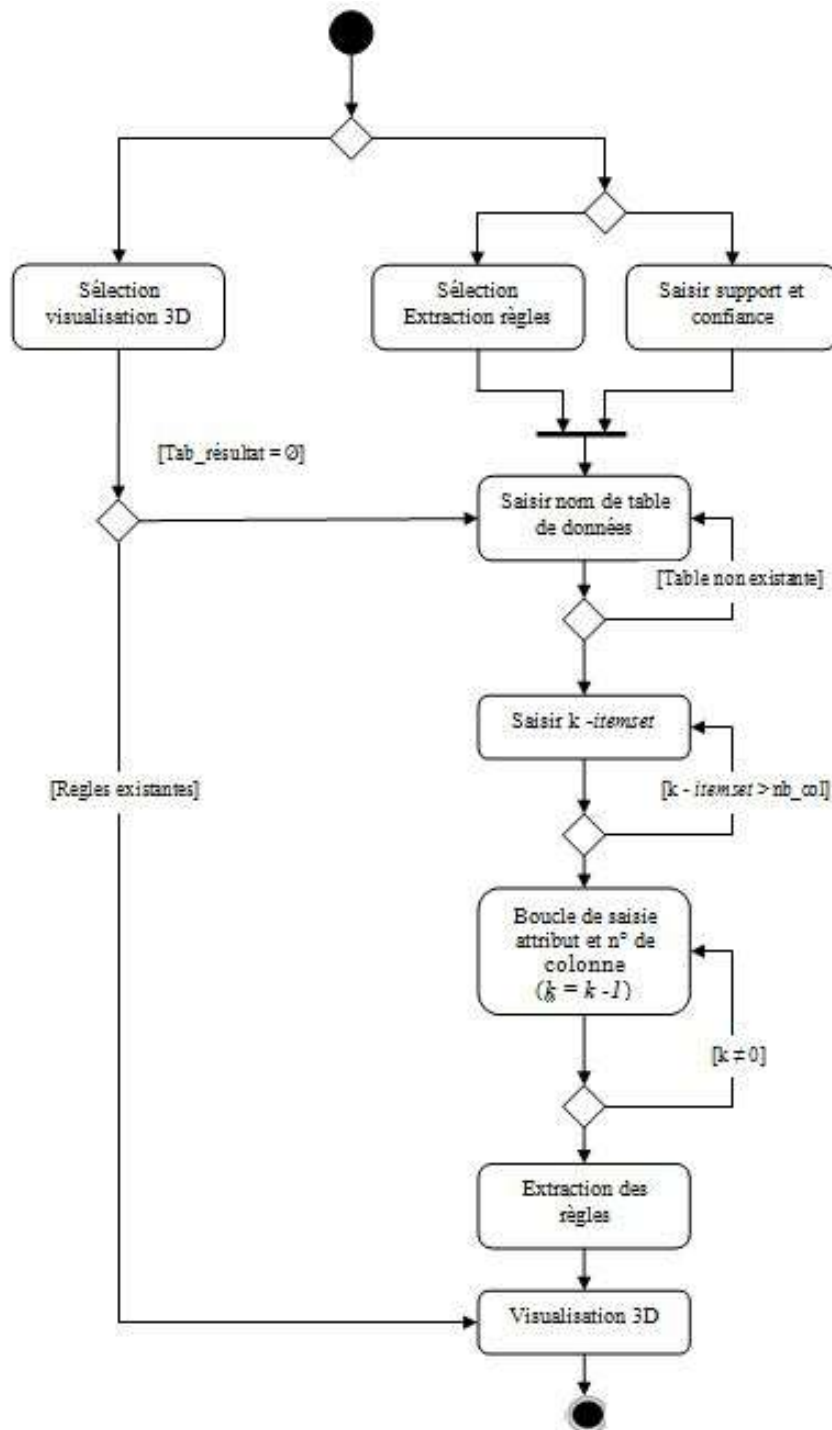 Sélection
visualisation 3D
Sélection
Extraction règles
Saisir support et
confiance
[Tab_résultat = Ø]
Saisir nom de table
de données
[Table non existante]
Saisir k -itemset
[Regles existantes]
[k - itemset > nb_col]
Boucle de saisie
attribut et n° de
colonne
(k = k -1)
[k ≠ 0]
Extraction des
règles
Visualisation 3D